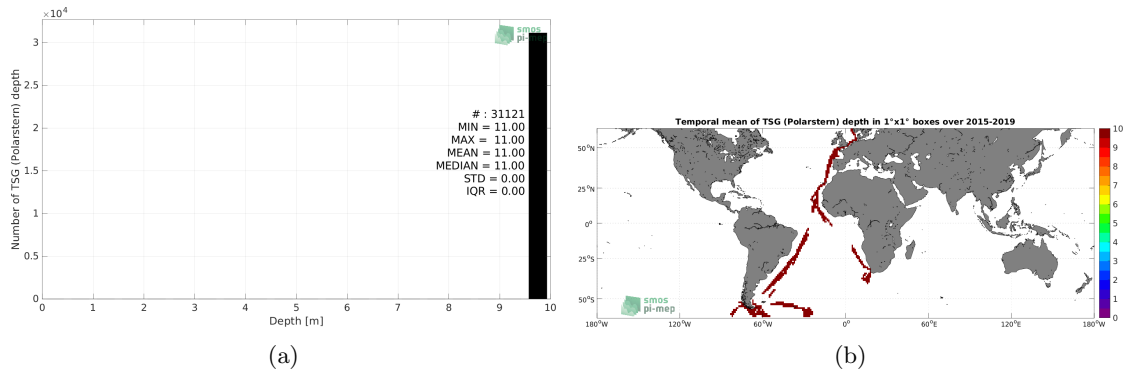 ×10⁴
3
2.5
2
1.5
1
0.5
0
Number of TSG (Polarstern) depth
smos
pi-mep
# : 31121
MIN = 11.00
MAX = 11.00
MEAN = 11.00
MEDIAN = 11.00
STD = 0.00
IQR = 0.00
0 1 2 3 4 5 6 7 8 9 10
Depth [m]
(a)
Temporal mean of TSG (Polarstern) depth in 1°x1° boxes over 2015-2019
50°N
25°N
0°
25°S
50°S
180°W 120°W 60°W 0° 60°E 120°E 180°E
smos
pi-mep
10
9
8
7
6
5
4
3
2
1
0
(b)